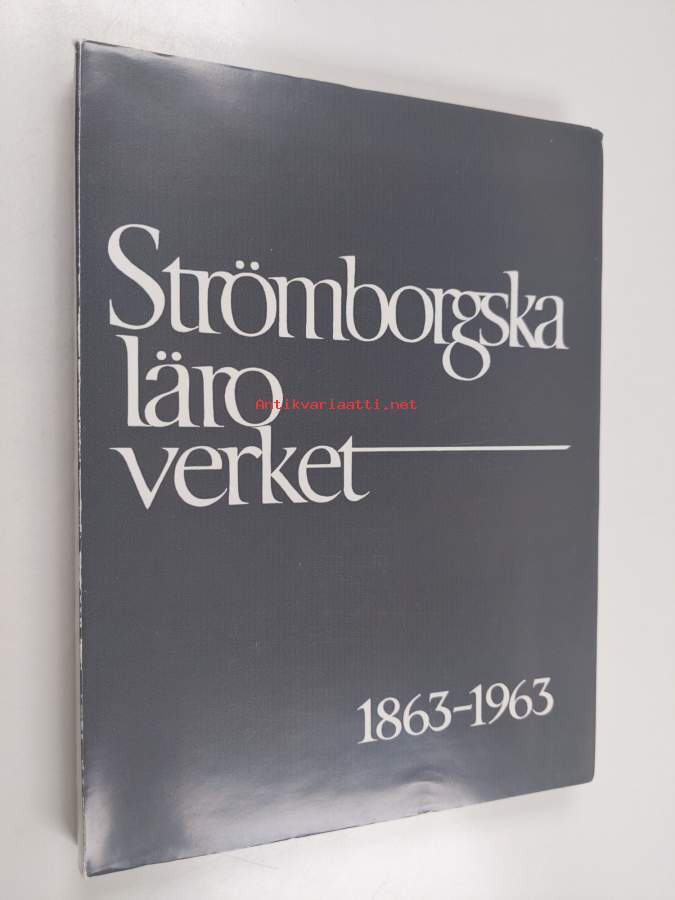 Strömborgska
läro
Antikvariaatti.net
verket
1863-1963